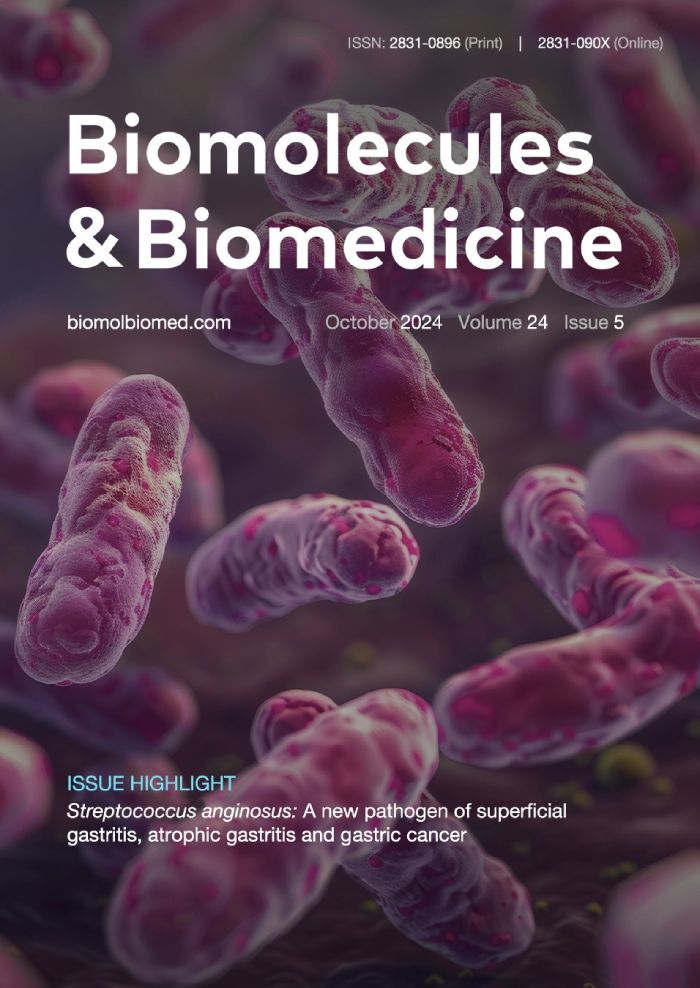 ISSN: 2831-0896 (Print) | 2831-090X (Online)
Biomolecules
& Biomedicine
biomolbiomed.com October 2024 Volume 24 Issue 5
ISSUE HIGHLIGHT
Streptococcus anginosus: A new pathogen of superficial
gastritis, atrophic gastritis and gastric cancer